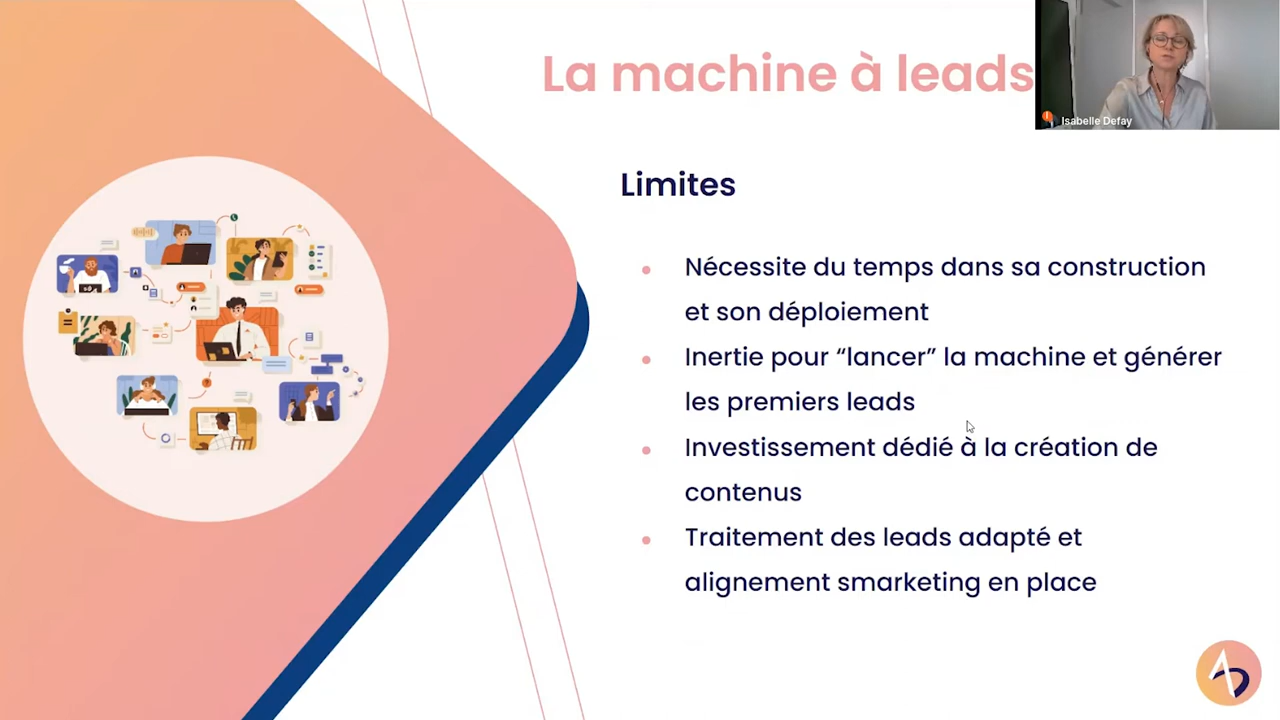 La machine à leads
Isabelle Defay
Limites
Nécessite du temps dans sa construction
et son déploiement
Inertie pour “lancer” la machine et générer
les premiers leads
Investissement dédié à la création de
contenus
Traitement des leads adapté et
alignement smarketing en place